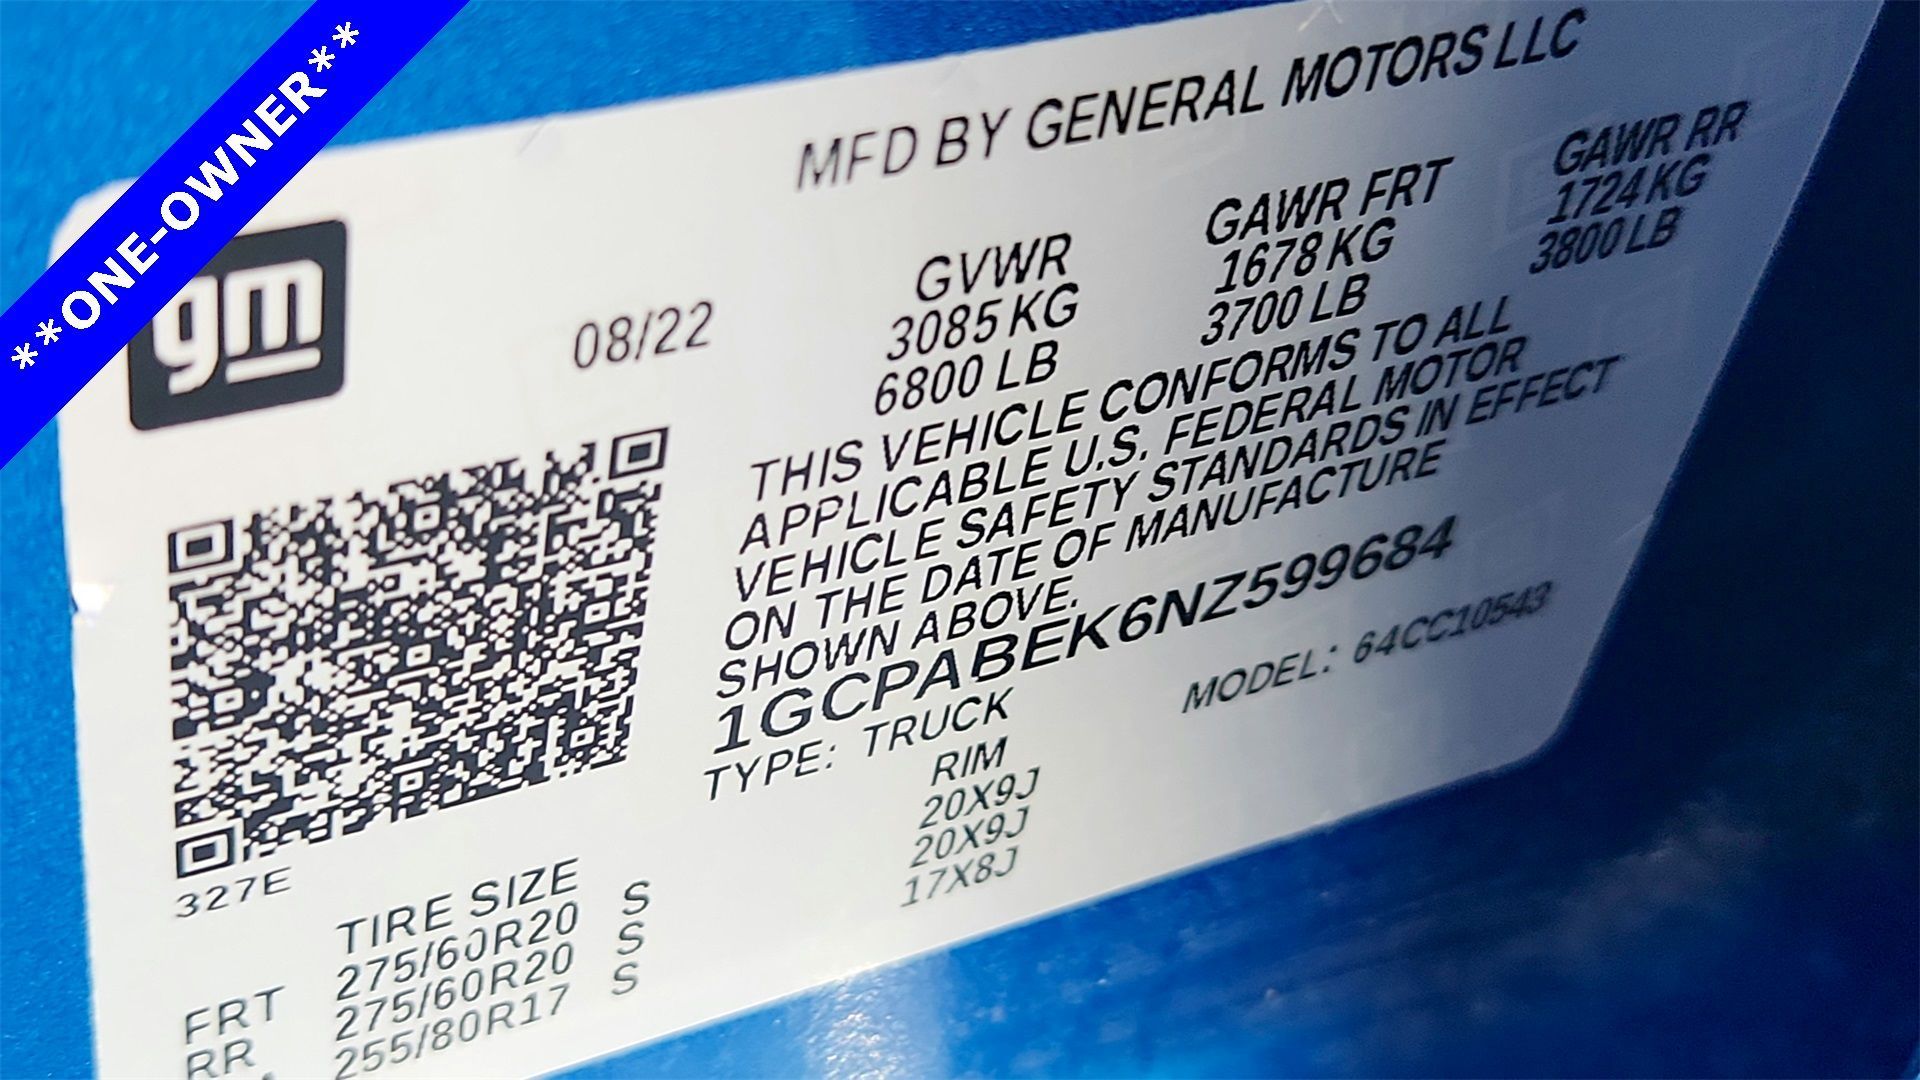 **ONE-OWNER**
gm
MFD BY GENERAL MOTORS LLC
08/22
GVWR GAWR FRT GAWR RR
3085 KG 1678 KG 1724 KG
6800 LB 3700 LB 3800 LB
THIS VEHICLE CONFORMS TO ALL
APPLICABLE U.S. FEDERAL MOTOR
VEHICLE SAFETY STANDARDS IN EFFECT
ON THE DATE OF MANUFACTURE
SHOWN ABOVE.
1GCPABEK6NZ599684
TYPE: TRUCK MODEL: 64CC10543
327E
TIRE SIZE RIM
FRT 275/60R20 S 20X9J
RR 275/60R20 S 20X9J
255/80R17 S 17X8J